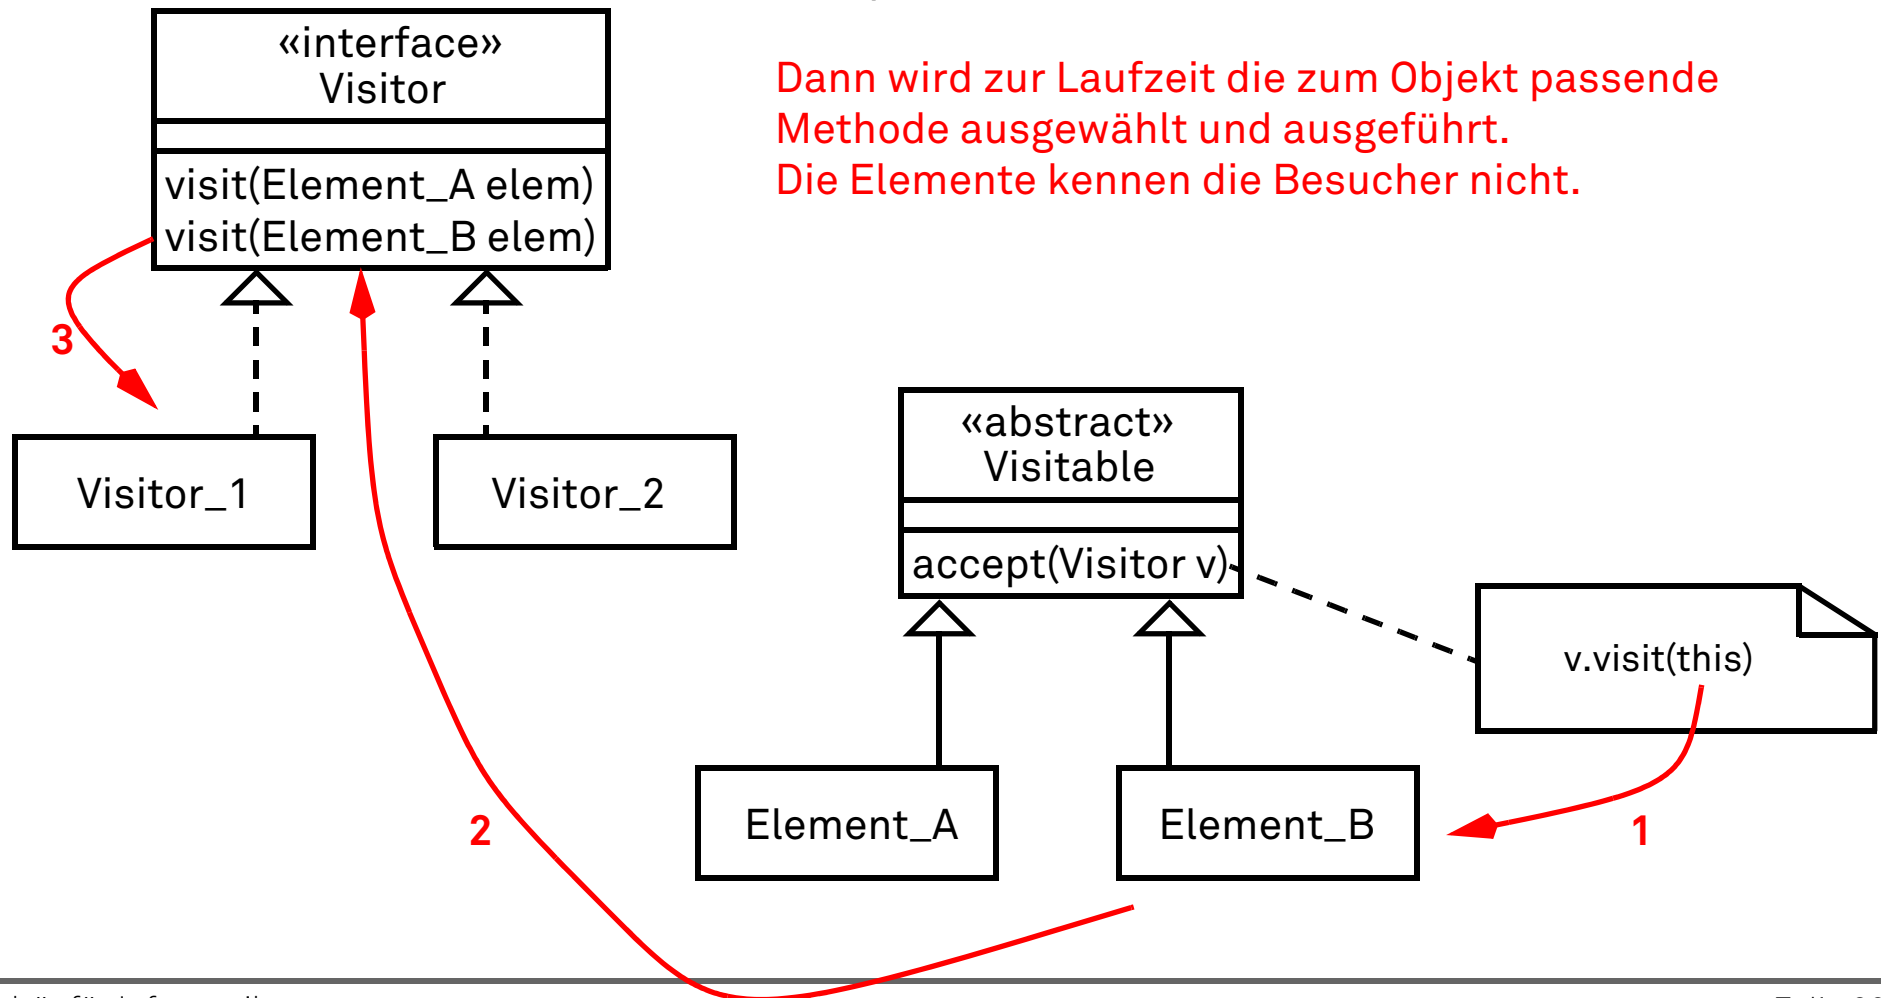 «interface»
Visitor
visit(Element_A elem)
visit(Element_B elem)
Dann wird zur Laufzeit die zum Objekt passende
Methode ausgewählt und ausgeführt.
Die Elemente kennen die Besucher nicht.
3
Visitor_1
Visitor_2
«abstract»
Visitable
accept(Visitor v)
v.visit(this)
Element_A
Element_B
1
2